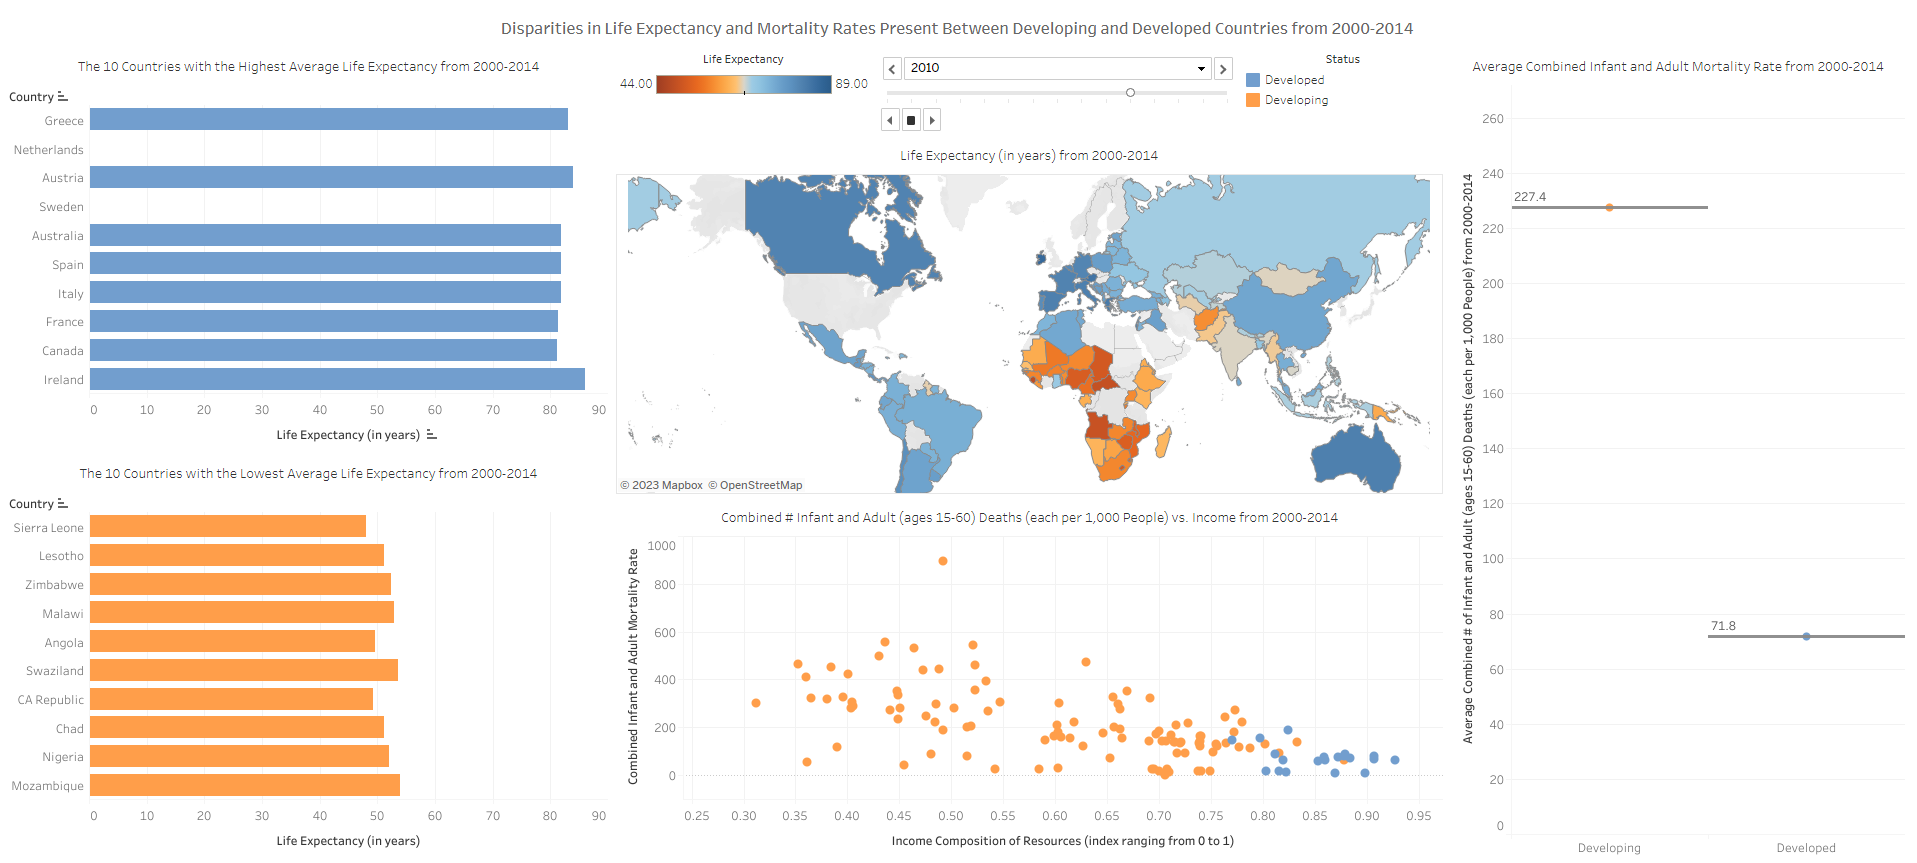 Disparities in Life Expectancy and Mortality Rates Present Between Developing and Developed Countries from 2000-2014
The 10 Countries with the Highest Average Life Expectancy from 2000-2014
Country
Greece
Netherlands
Austria
Sweden
Australia
Spain
Italy
France
Canada
Ireland
0 10 20 30 40 50 60 70 80 90
Life Expectancy (in years)
The 10 Countries with the Lowest Average Life Expectancy from 2000-2014
Country
Sierra Leone
Lesotho
Zimbabwe
Malawi
Angola
Swaziland
CA Republic
Chad
Nigeria
Mozambique
0 10 20 30 40 50 60 70 80 90
Life Expectancy (in years)
Life Expectancy
44.00 89.00
2010
Status
Developed
Developing
Life Expectancy (in years) from 2000-2014
© 2023 Mapbox © OpenStreetMap
Combined # Infant and Adult (ages 15-60) Deaths (each per 1,000 People) vs. Income from 2000-2014
Combined Infant and Adult Mortality Rate
1000
800
600
400
200
0
0.25 0.30 0.35 0.40 0.45 0.50 0.55 0.60 0.65 0.70 0.75 0.80 0.85 0.90 0.95
Income Composition of Resources (index ranging from 0 to 1)
Average Combined Infant and Adult Mortality Rate from 2000-2014
Average Combined # of Infant and Adult (ages 15-60) Deaths (each per 1,000 People) from 2000-2014
260
240
227.4
220
200
180
160
140
120
100
80
71.8
60
40
20
0
Developing Developed